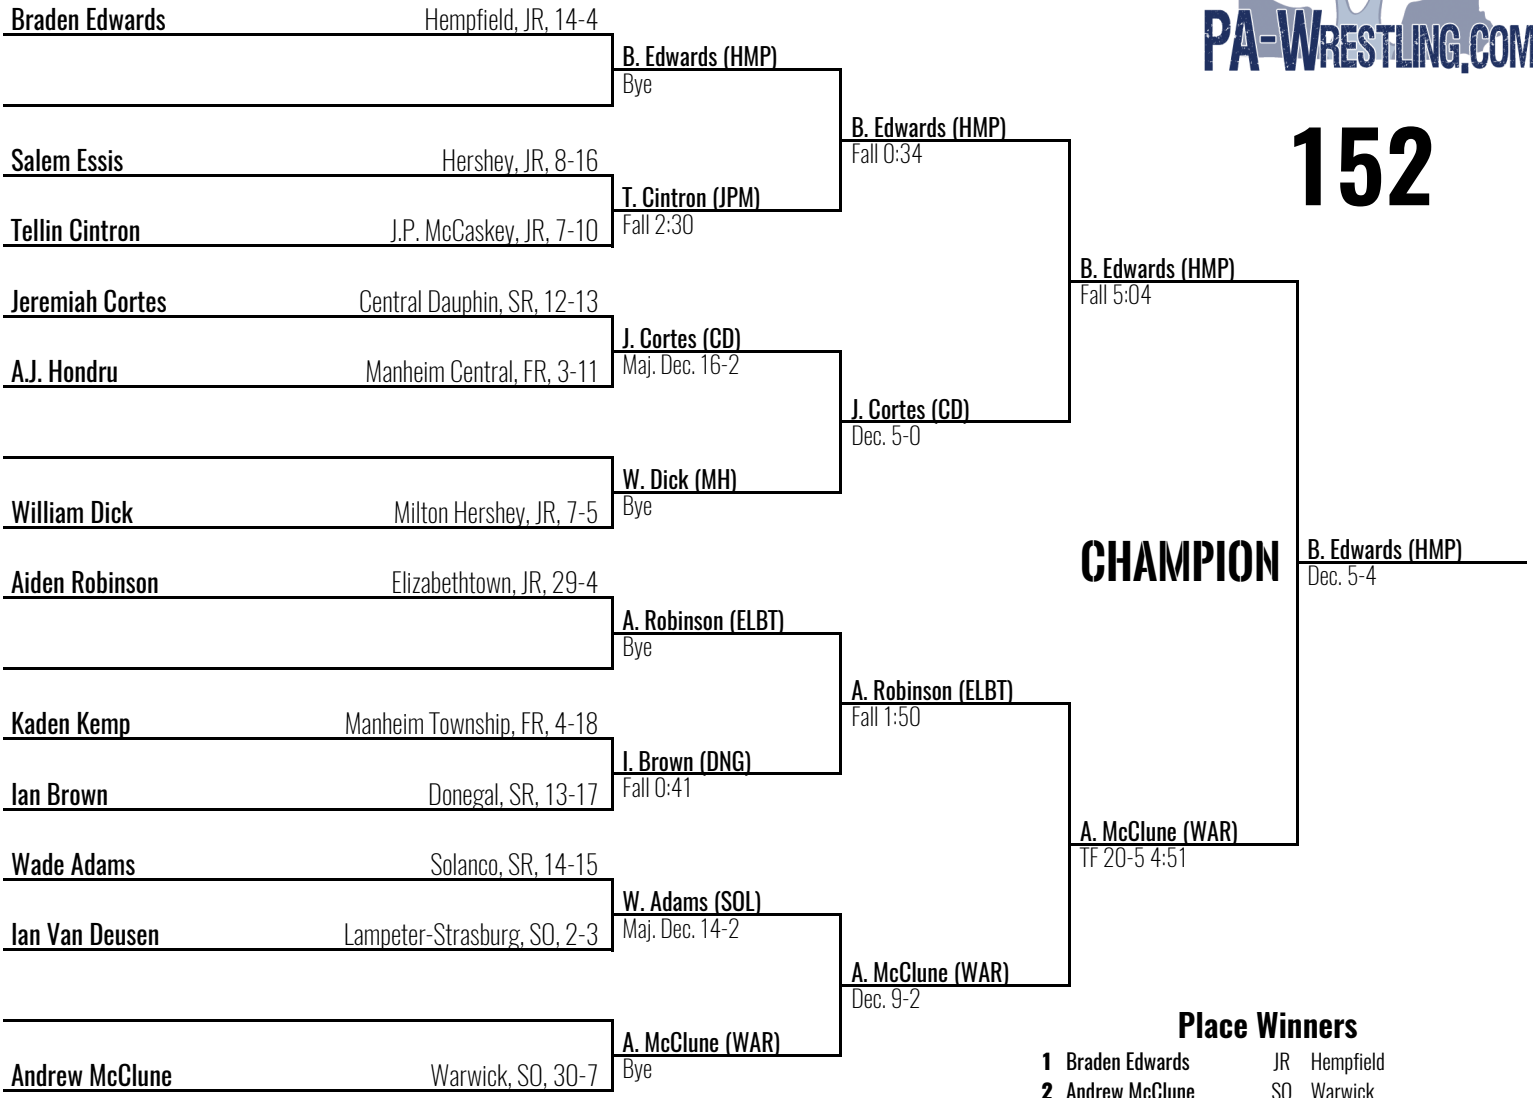 Braden Edwards Hempfield, JR, 14-4
PA-WRESTLING.COM
B. Edwards (HMP)
Bye
B. Edwards (HMP)
Fall 0:34
152
Salem Essis Hershey, JR, 8-16
T. Cintron (JPM)
Fall 2:30
Tellin Cintron J.P. McCaskey, JR, 7-10
B. Edwards (HMP)
Fall 5:04
Jeremiah Cortes Central Dauphin, SR, 12-13
J. Cortes (CD)
Maj. Dec. 16-2
A.J. Hondru Manheim Central, FR, 3-11
J. Cortes (CD)
Dec. 5-0
W. Dick (MH)
Bye
William Dick Milton Hershey, JR, 7-5
CHAMPION
B. Edwards (HMP)
Dec. 5-4
Aiden Robinson Elizabethtown, JR, 29-4
A. Robinson (ELBT)
Bye
A. Robinson (ELBT)
Fall 1:50
Kaden Kemp Manheim Township, FR, 4-18
I. Brown (DNG)
Fall 0:41
Ian Brown Donegal, SR, 13-17
A. McClune (WAR)
TF 20-5 4:51
Wade Adams Solanco, SR, 14-15
W. Adams (SOL)
Maj. Dec. 14-2
Ian Van Deusen Lampeter-Strasburg, SO, 2-3
A. McClune (WAR)
Dec. 9-2
A. McClune (WAR)
Bye
Andrew McClune Warwick, SO, 30-7
Place Winners
1 Braden Edwards JR Hempfield
2 Andrew McClune SO Warwick